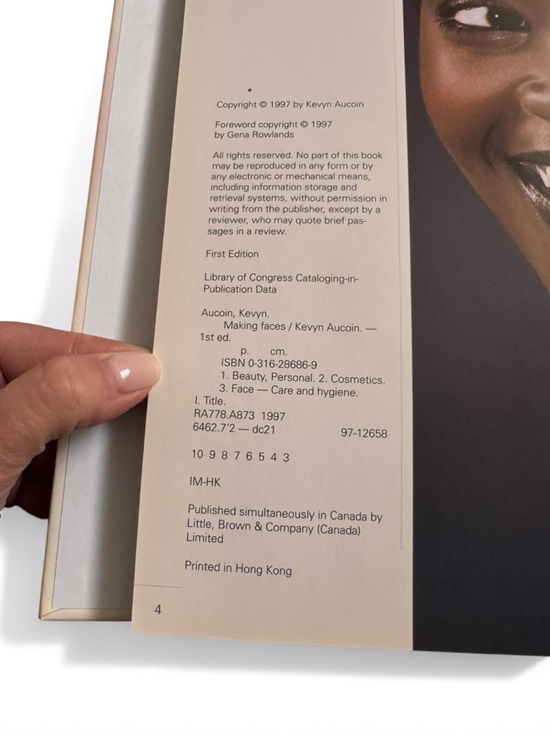 Copyright © 1997 by Kevyn Aucoin
Foreword copyright © 1997
by Gena Rowlands
All rights reserved. No part of this book
may be reproduced in any form or by
any electronic or mechanical means,
including information storage and
retrieval systems, without permission in
writing from the publisher, except by a
reviewer, who may quote brief pas-
sages in a review.
First Edition
Library of Congress Cataloging-in-
Publication Data
Aucoin, Kevyn.
Making faces / Kevyn Aucoin. —
1st ed.
p. cm.
ISBN 0-316-28686-9
1. Beauty, Personal. 2. Cosmetics.
3. Face — Care and hygiene.
I. Title.
RA778.A873 1997
6462.7'2 — dc21 97-12658
10 9 8 7 6 5 4 3
IM-HK
Published simultaneously in Canada by
Little, Brown & Company (Canada)
Limited
Printed in Hong Kong
4